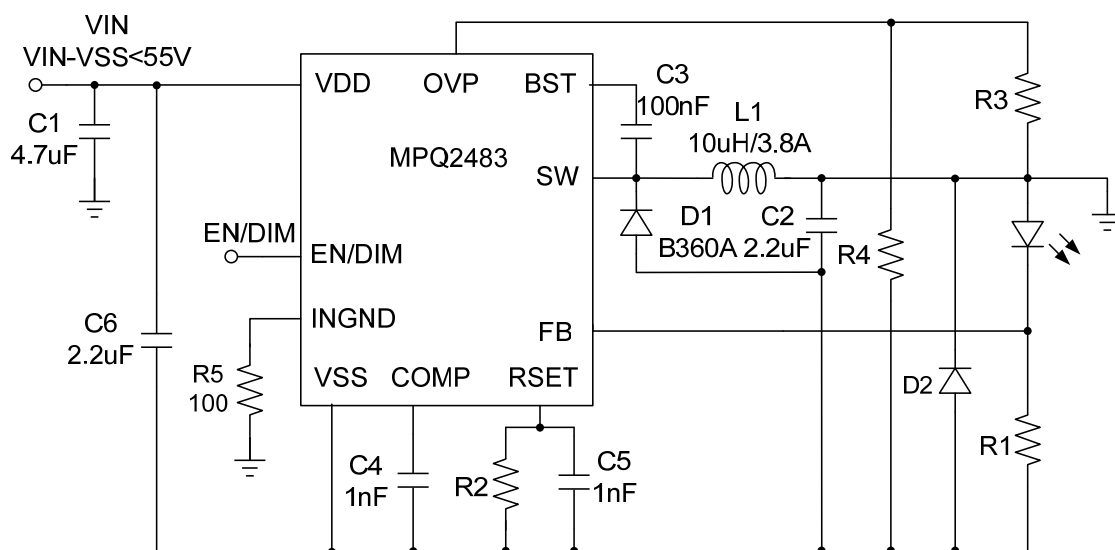 VIN
VIN-VSS<55V
VDD
OVP
BST
C3
100nF
R3
C1
4.7uF
L1
10uH/3.8A
MPQ2483
SW
EN/DIM
EN/DIM
D1
B360A
C2
2.2uF
R4
C6
2.2uF
INGND
FB
R5
100
VSS
COMP
RSET
D2
C4
1nF
R2
C5
1nF
R1